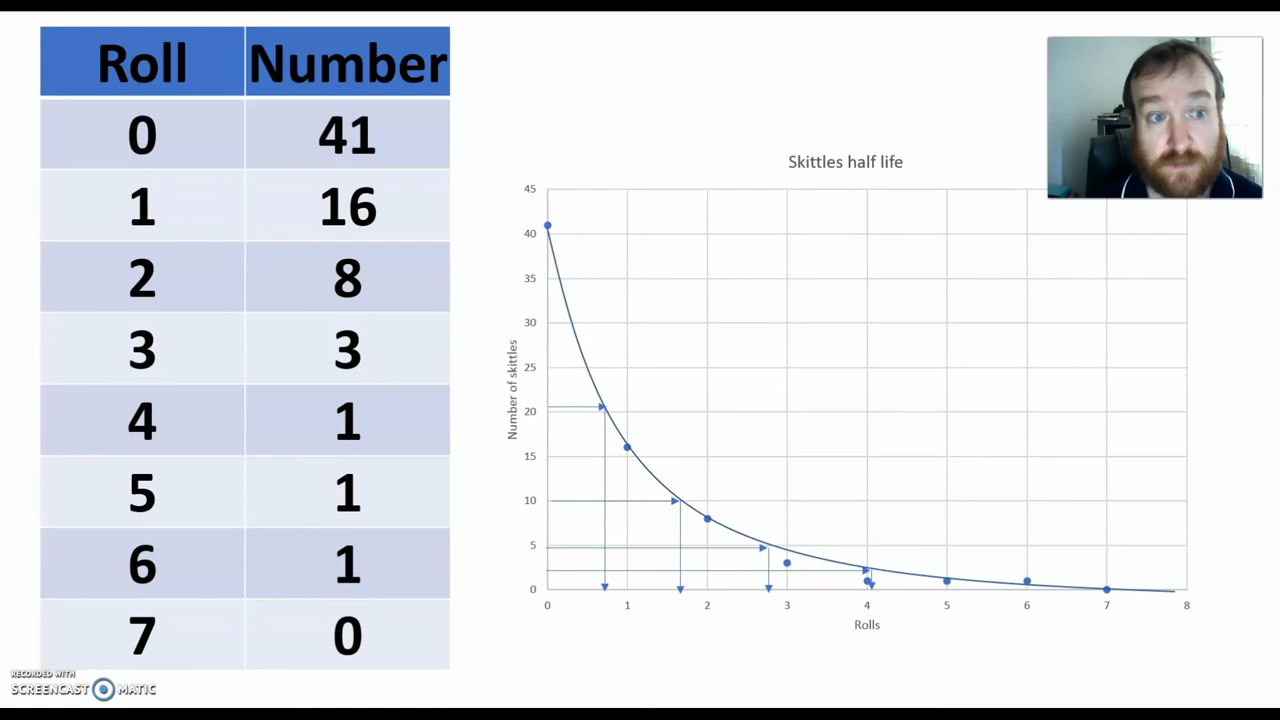 Roll Number
0 41
1 16
2 8
3 3
4 1
5 1
6 1
7 0
Skittles half life
45
40
35
30
25
20
15
10
5
0
Number of skittles
0 1 2 3 4 5 6 7 8
Rolls
RECORDED WITH
SCREENCAST MATIC